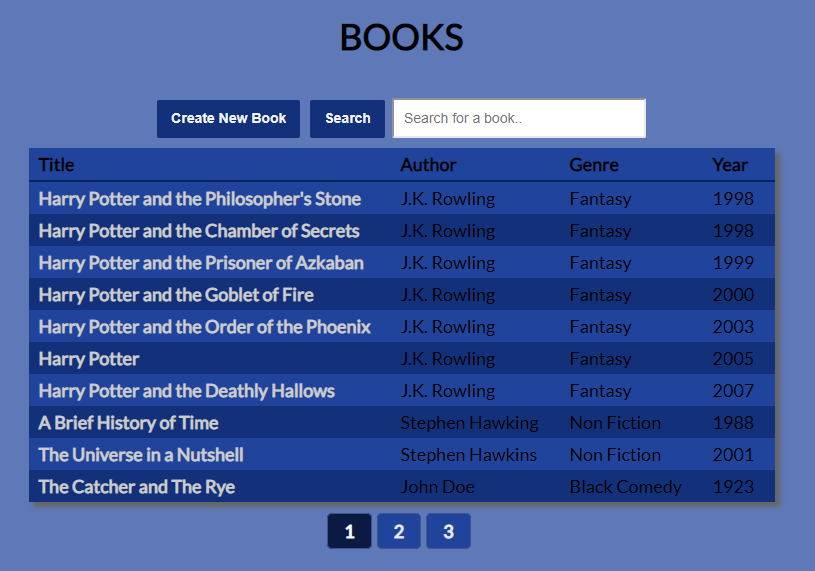 BOOKS
Create New Book Search Search for a book..
Title Author Genre Year
Harry Potter and the Philosopher's Stone J.K. Rowling Fantasy 1998
Harry Potter and the Chamber of Secrets J.K. Rowling Fantasy 1998
Harry Potter and the Prisoner of Azkaban J.K. Rowling Fantasy 1999
Harry Potter and the Goblet of Fire J.K. Rowling Fantasy 2000
Harry Potter and the Order of the Phoenix J.K. Rowling Fantasy 2003
Harry Potter J.K. Rowling Fantasy 2005
Harry Potter and the Deathly Hallows J.K. Rowling Fantasy 2007
A Brief History of Time Stephen Hawking Non Fiction 1988
The Universe in a Nutshell Stephen Hawkins Non Fiction 2001
The Catcher and The Rye John Doe Black Comedy 1923
1 2 3